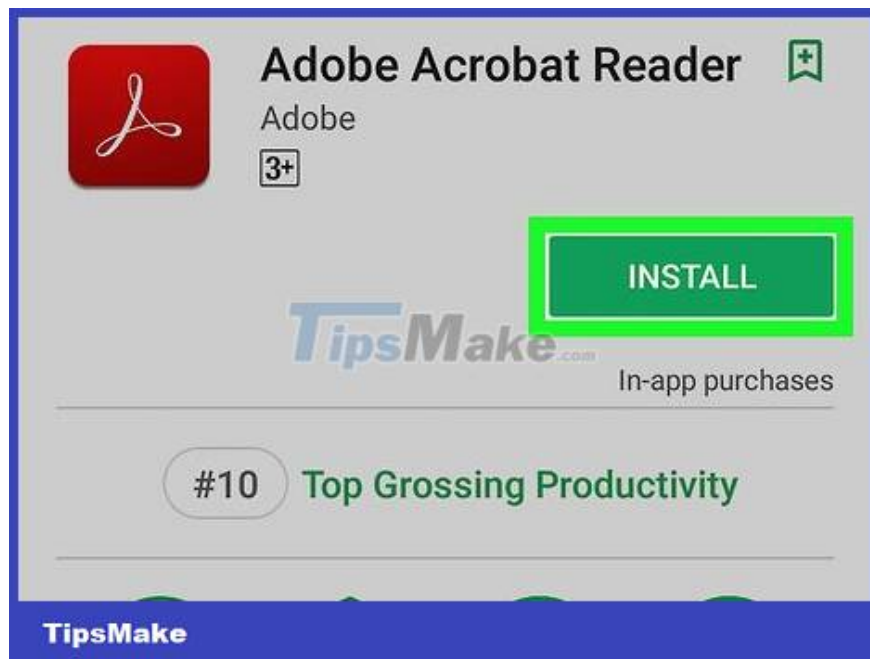 Adobe Acrobat Reader
Adobe
3+
INSTALL
TipsMake.com
In-app purchases
#10 Top Grossing Productivity
TipsMake